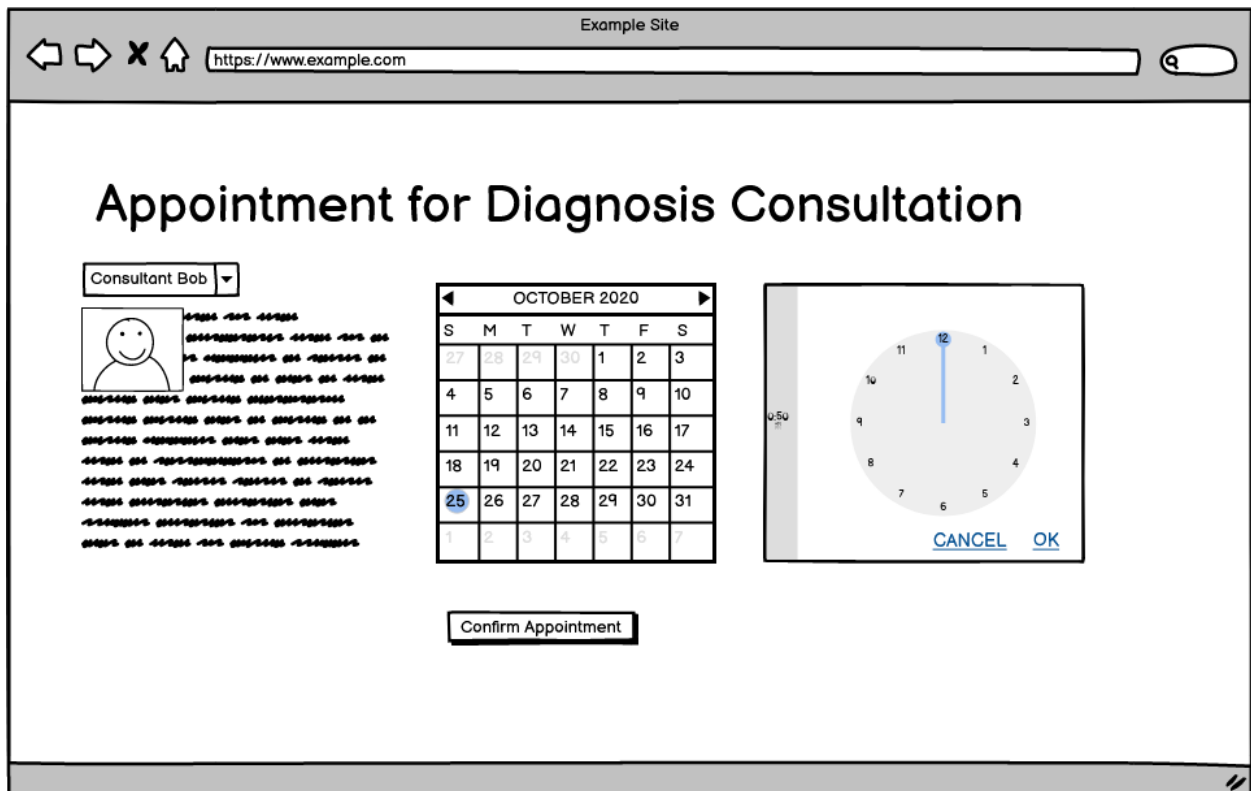 Example Site
https://www.example.com
Appointment for Diagnosis Consultation
Consultant Bob
OCTOBER 2020
S M T W T F S
27 28 29 30 1 2 3
4 5 6 7 8 9 10
11 12 13 14 15 16 17
18 19 20 21 22 23 24
25 26 27 28 29 30 31
1 2 3 4 5 6 7
0:50
12
11 1
10 2
9 3
8 4
7 5
6
CANCEL OK
Confirm Appointment